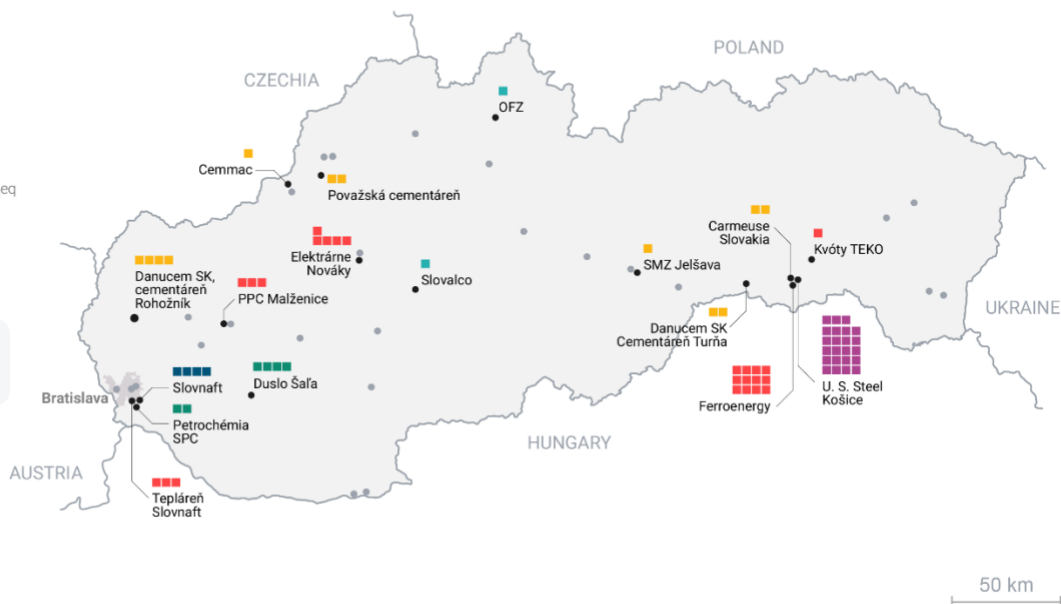 POLAND
CZECHIA
OFZ
Cemmac
eq
Považská cementáreň
Carmeuse
Slovakia
Kvóty TEKO
Elektrárne
Nováky
SMZ Jelšava
Danucem SK,
cementáreň
Rohožník
Slovalco
PPC Malženice
UKRAINE
Danucem SK
Cementáreň Turňa
Slovnaft
Duslo Šaľa
U. S. Steel
Košice
Bratislava
Ferroenergy
Petrochémia
SPC
HUNGARY
AUSTRIA
Tepláreň
Slovnaft
50 km